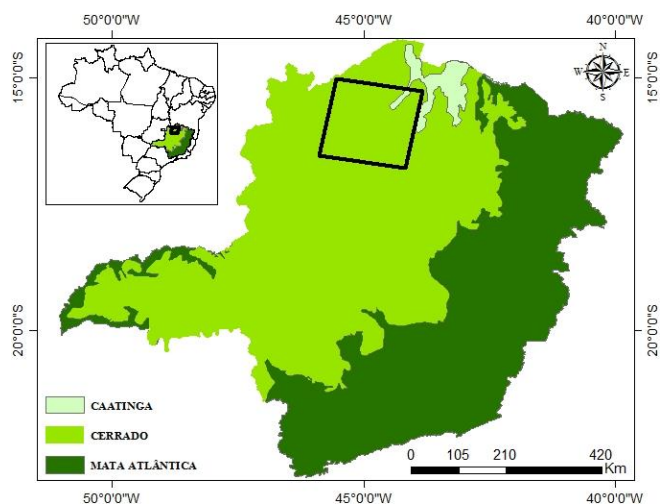 50°0'0"W 45°0'0"W 40°0'0"W
15°0'0"S 15°0'0"S
N
W E
S
20°0'0"S 20°0'0"S
CAATINGA
CERRADO
MATA ATLÂNTICA
0 105 210 420
Km
50°0'0"W 45°0'0"W 40°0'0"W